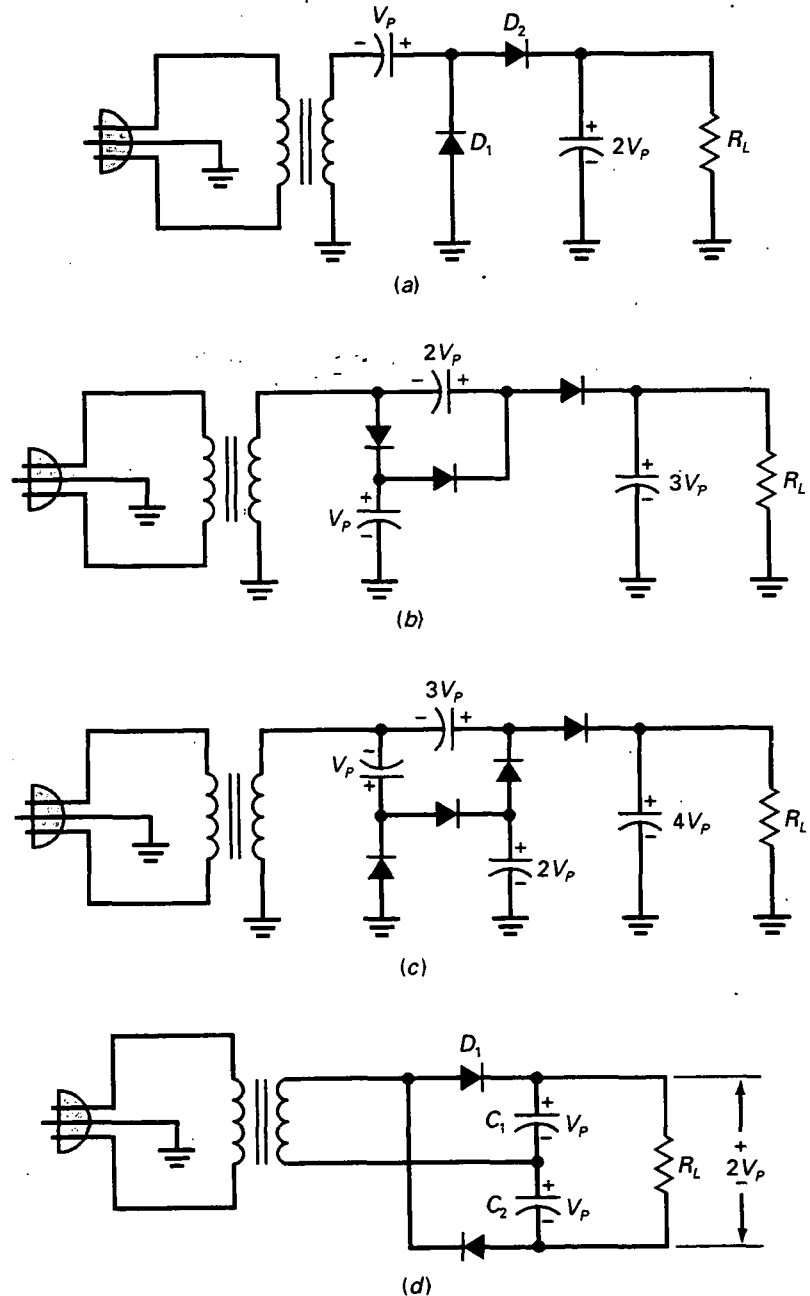 V_P
D_2
− +
+
D_1
2V_P
−
R_L
(a)
2V_P
− +
+
V_P
−
+
3V_P
−
R_L
(b)
3V_P
− +
−
V_P
+
+
2V_P
−
+
4V_P
−
R_L
(c)
D_1
+
C_1 V_P
−
+
C_2 V_P
−
R_L
+
2V_P
−
(d)